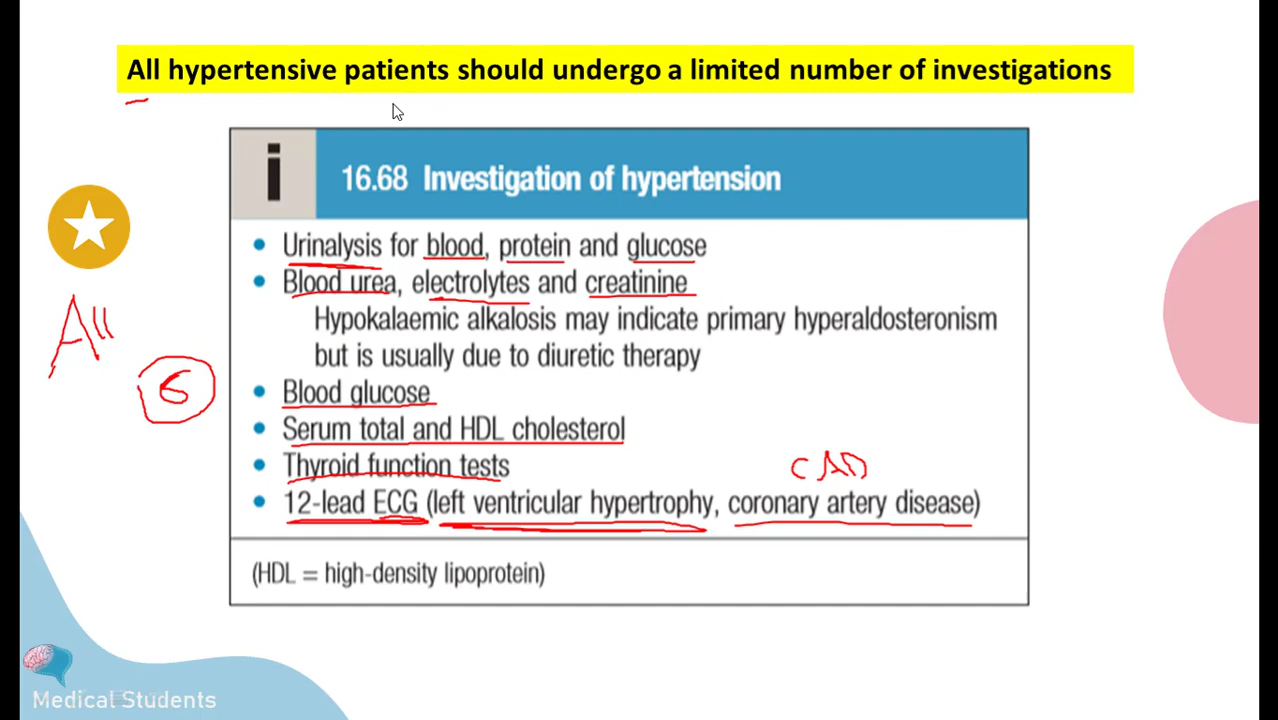 All hypertensive patients should undergo a limited number of investigations
i
16.68 Investigation of hypertension
• Urinalysis for blood, protein and glucose
• Blood urea, electrolytes and creatinine
Hypokalaemic alkalosis may indicate primary hyperaldosteronism
but is usually due to diuretic therapy
• Blood glucose
• Serum total and HDL cholesterol
• Thyroid function tests
• 12-lead ECG (left ventricular hypertrophy, coronary artery disease)
(HDL = high-density lipoprotein)
All
6
CAD
Medical Students